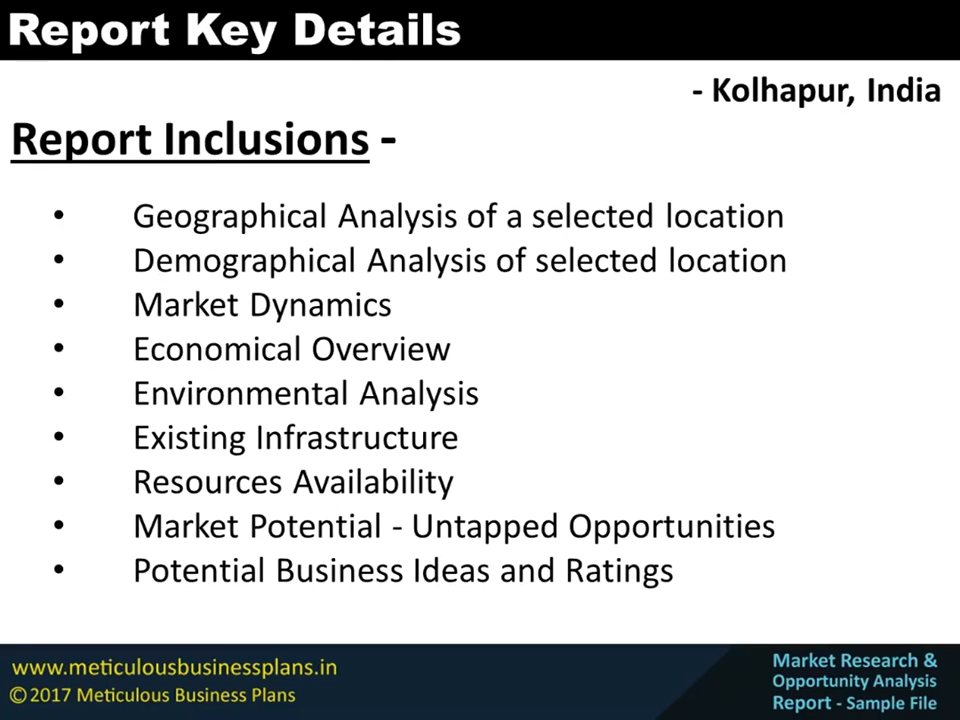 Report Key Details
- Kolhapur, India
Report Inclusions -
• Geographical Analysis of a selected location
• Demographical Analysis of selected location
• Market Dynamics
• Economical Overview
• Environmental Analysis
• Existing Infrastructure
• Resources Availability
• Market Potential - Untapped Opportunities
• Potential Business Ideas and Ratings
www.meticulousbusinessplans.in
© 2017 Meticulous Business Plans
Market Research &
Opportunity Analysis
Report - Sample File